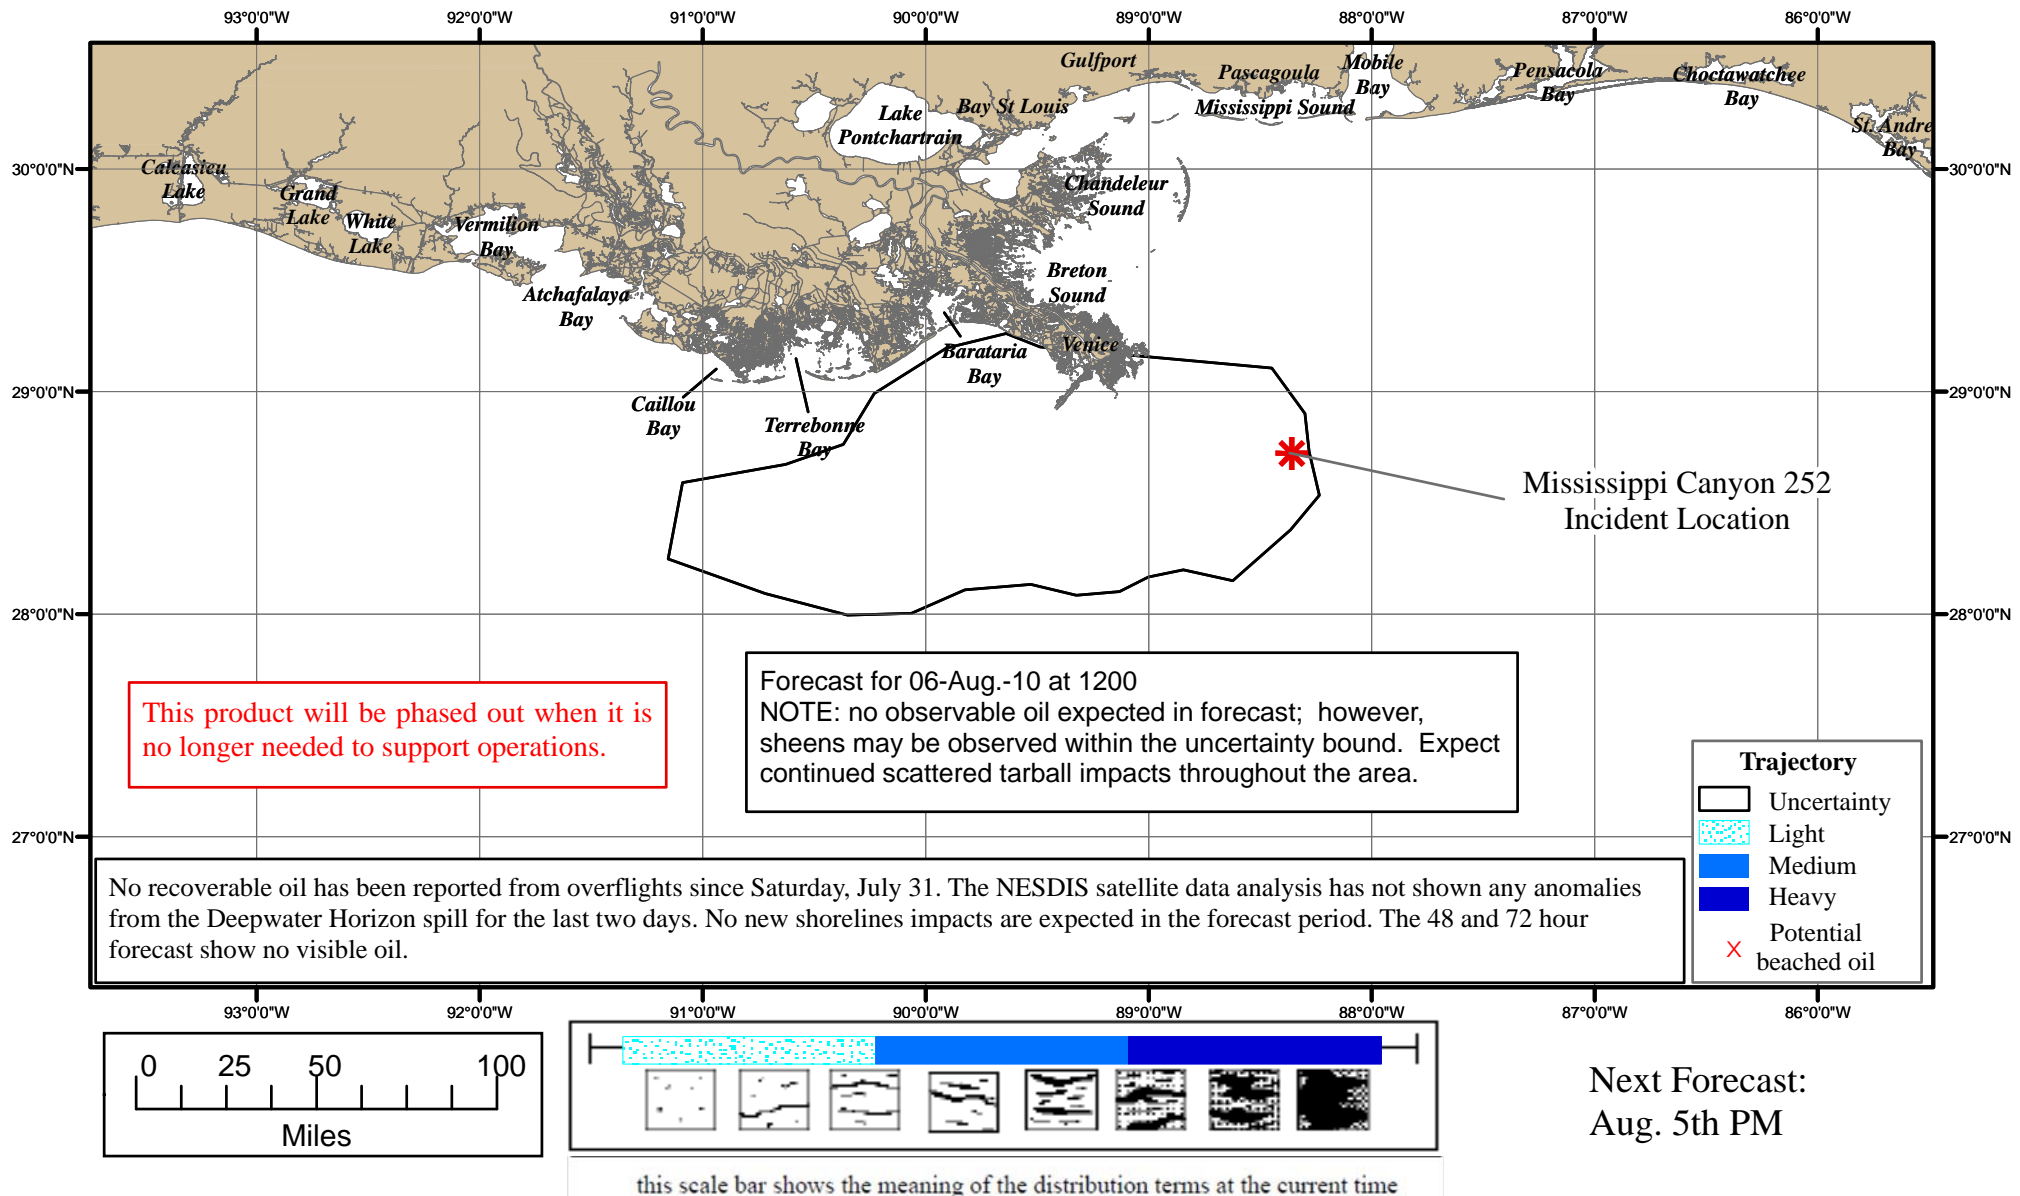 93°0'0"W 92°0'0"W 91°0'0"W 90°0'0"W 89°0'0"W 88°0'0"W 87°0'0"W 86°0'0"W
Gulfport
Pascagoula
Mobile
Bay
Pensacola
Bay
Choctawatchee
Bay
Lake
Pontchartrain
Bay St Louis
Mississippi Sound
St. Andre
Bay
30°0'0"N
30°0'0"N
Calcasieu
Lake
Grand
Lake
White
Lake
Vermilion
Bay
Chandeleur
Sound
Atchafalaya
Bay
Breton
Sound
Venice
Barataria
Bay
29°0'0"N
29°0'0"N
Caillou
Bay
Terrebonne
Bay
Mississippi Canyon 252
Incident Location
28°0'0"N
28°0'0"N
This product will be phased out when it is
no longer needed to support operations.
Forecast for 06-Aug.-10 at 1200
NOTE: no observable oil expected in forecast; however,
sheens may be observed within the uncertainty bound. Expect
continued scattered tarball impacts throughout the area.
27°0'0"N
27°0'0"N
Trajectory
Uncertainty
Light
Medium
Heavy
Potential
beached oil
No recoverable oil has been reported from overflights since Saturday, July 31. The NESDIS satellite data analysis has not shown any anomalies
from the Deepwater Horizon spill for the last two days. No new shorelines impacts are expected in the forecast period. The 48 and 72 hour
forecast show no visible oil.
93°0'0"W 92°0'0"W 91°0'0"W 90°0'0"W 89°0'0"W 88°0'0"W 87°0'0"W 86°0'0"W
0 25 50 100
Miles
Next Forecast:
Aug. 5th PM
this scale bar shows the meaning of the distribution terms at the current time